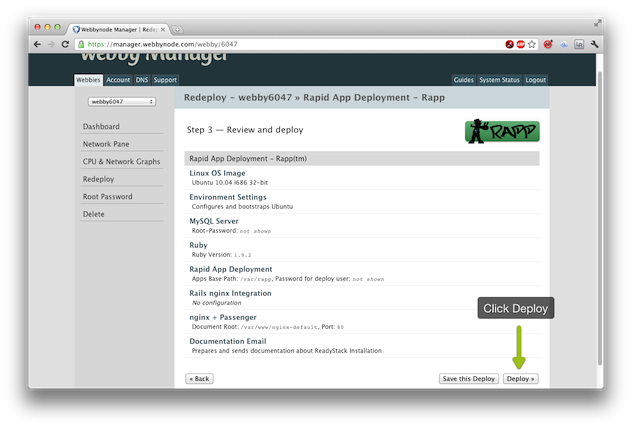 Webbynode Manager | Redep
https://manager.webbynode.com/webby/6047
webby Manager
Webbies Account DNS Support Guides System Status Logout
webby6047
Redeploy - webby6047 » Rapid App Deployment - Rapp
Dashboard
Network Pane
CPU & Network Graphs
Redeploy
Root Password
Delete
Step 3 — Review and deploy
RAPP
Rapid App Deployment - Rapp(tm)
Linux OS Image
Ubuntu 10.04 i686 32-bit
Environment Settings
Configures and bootstraps Ubuntu
MySQL Server
Root-Password: not shown
Ruby
Ruby Version: 1.9.2
Rapid App Deployment
Apps Base Path: /var/rapp, Password for deploy user: not shown
Rails nginx Integration
No configuration
nginx + Passenger
Document Root: /var/www/nginx-default, Port: 80
Documentation Email
Prepares and sends documentation about ReadyStack Installation
Click Deploy
« Back
Save this Deploy
Deploy »